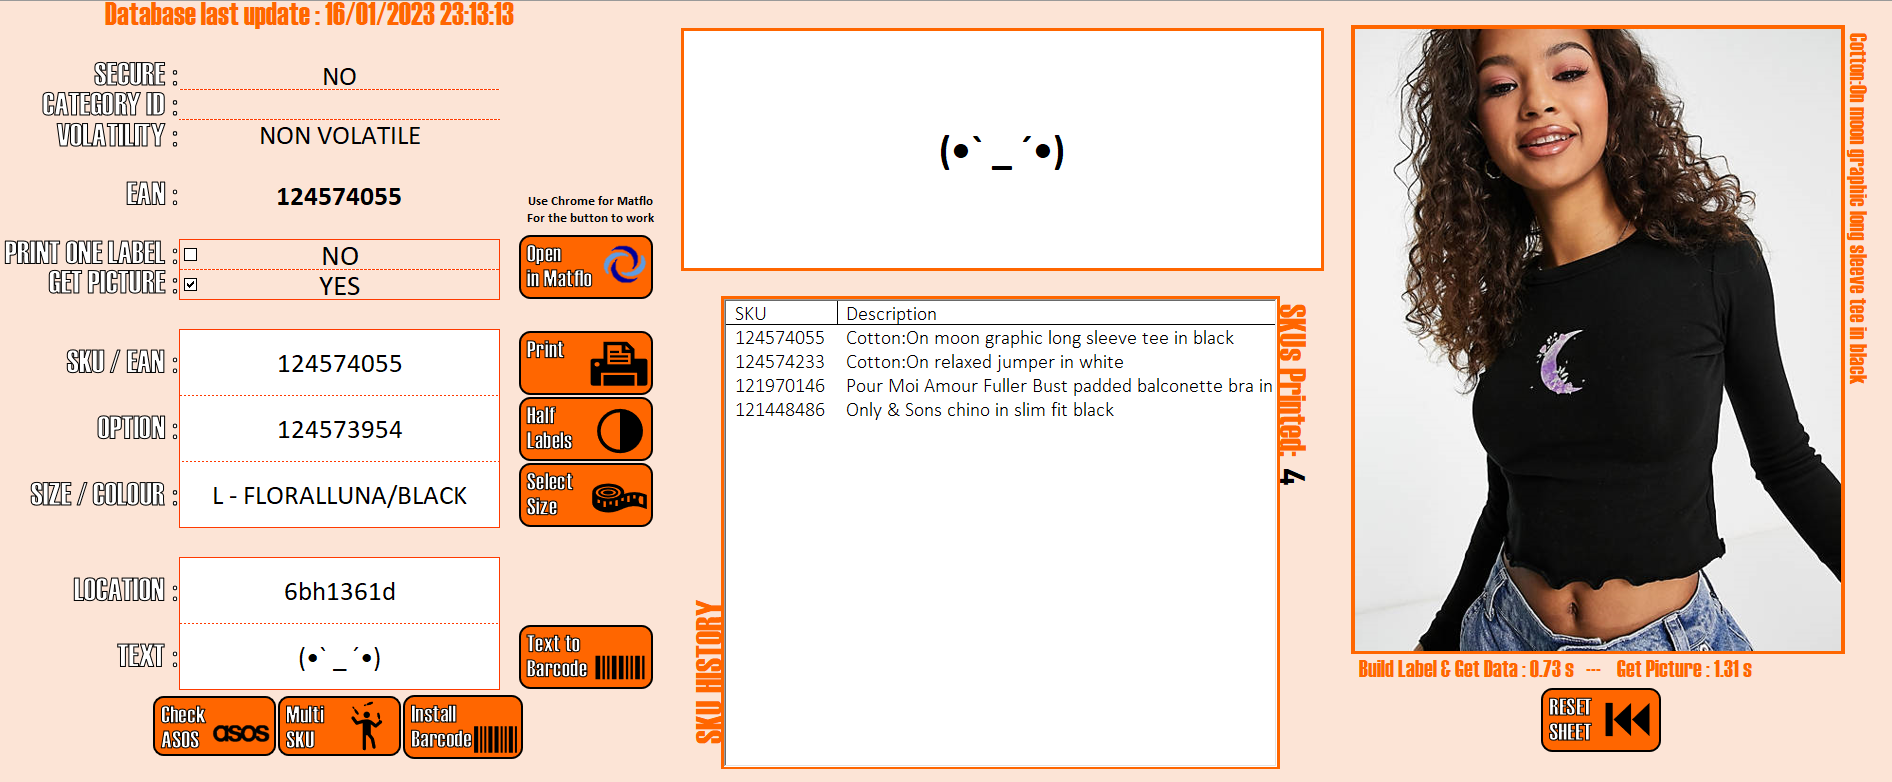 Database last update : 16/01/2023 23:13:13
SECURE : NO
CATEGORY ID :
VOLATILITY : NON VOLATILE
EAN : 124574055
Use Chrome for Matflo
For the button to work
PRINT ONE LABEL : NO
GET PICTURE : YES
Open
in Matflo
SKU / EAN : 124574055
Print
OPTION : 124573954
Half
Labels
SIZE / COLOUR : L - FLORALLUNA/BLACK
Select
Size
LOCATION : 6bh1361d
TEXT : (•` _ ´•)
Text to
Barcode
Check
ASOS
asos
Multi
SKU
Install
Barcode
(•` _ ´•)
SKU HISTORY
SKU Description
124574055 Cotton:On moon graphic long sleeve tee in black
124574233 Cotton:On relaxed jumper in white
121970146 Pour Moi Amour Fuller Bust padded balconette bra in
121448486 Only & Sons chino in slim fit black
SKUs Printed: 4
Cotton:On moon graphic long sleeve tee in black
Build Label & Get Data : 0.73 s --- Get Picture : 1.31 s
RESET
SHEET